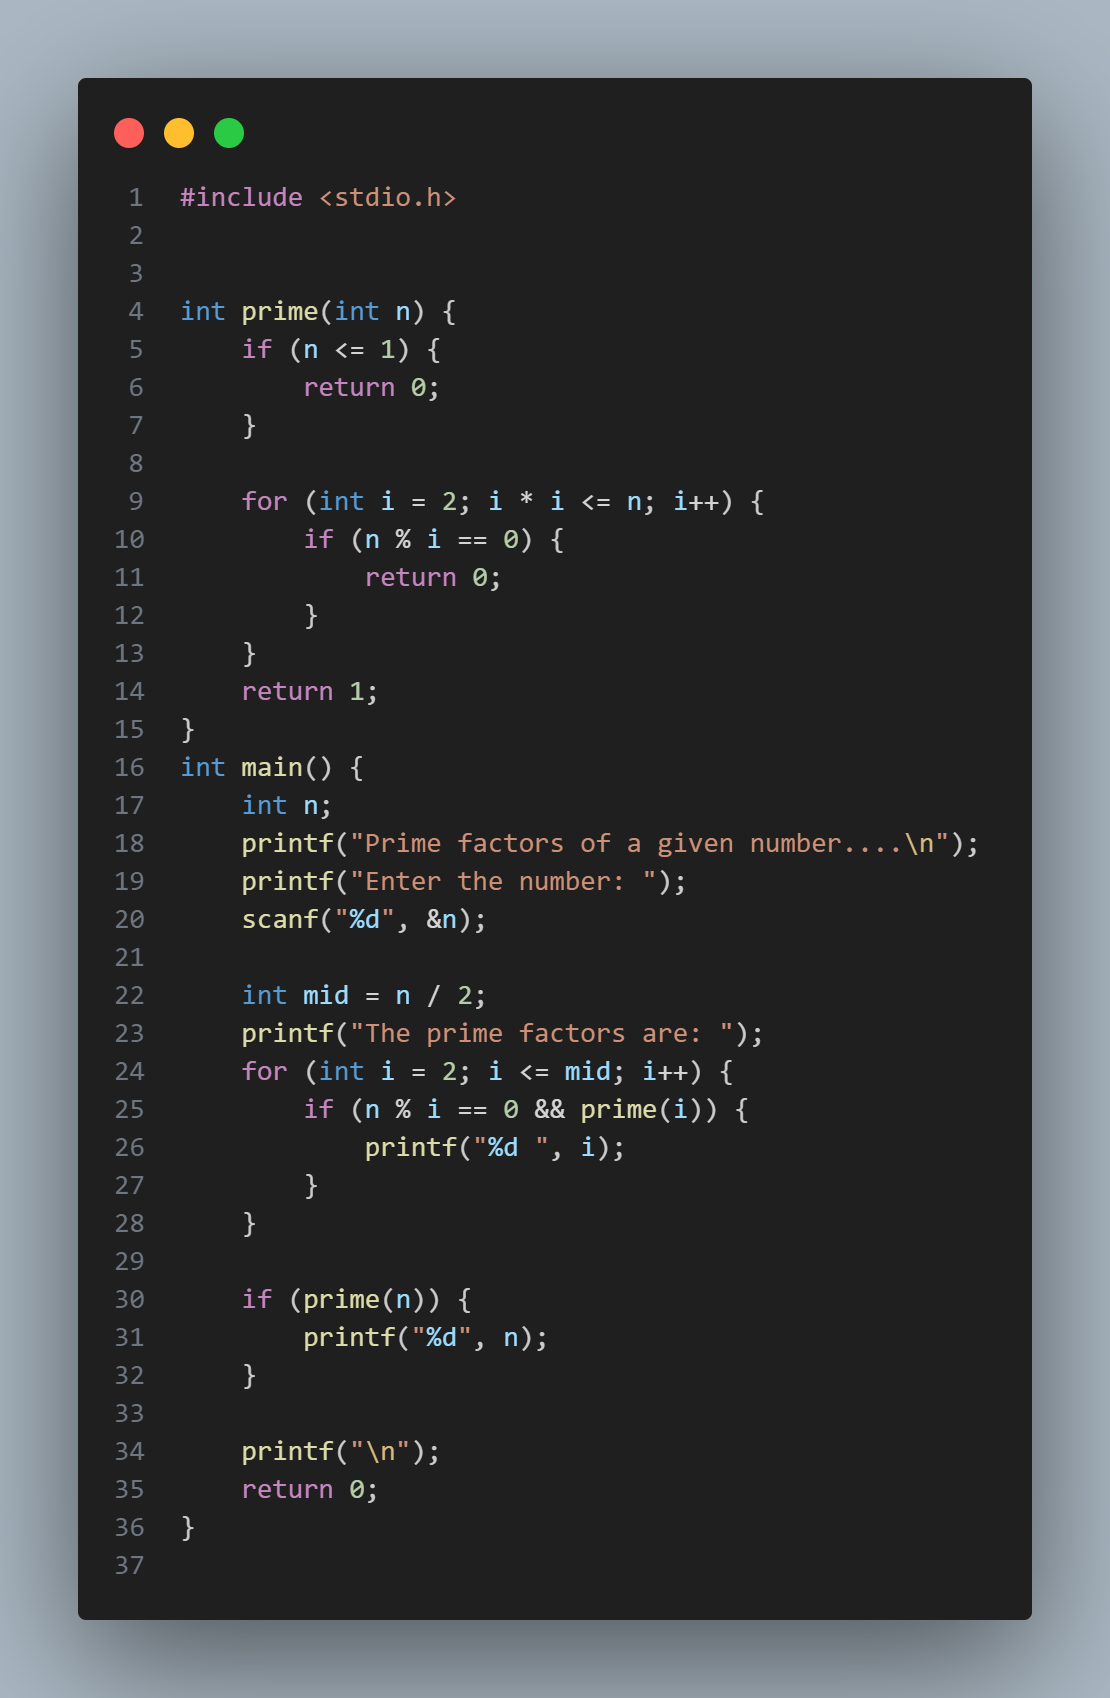 1 #include <stdio.h>
2
3
4 int prime(int n) {
5     if (n <= 1) {
6         return 0;
7     }
8
9     for (int i = 2; i * i <= n; i++) {
10         if (n % i == 0) {
11             return 0;
12         }
13     }
14     return 1;
15 }
16 int main() {
17     int n;
18     printf("Prime factors of a given number....\n");
19     printf("Enter the number: ");
20     scanf("%d", &n);
21
22     int mid = n / 2;
23     printf("The prime factors are: ");
24     for (int i = 2; i <= mid; i++) {
25         if (n % i == 0 && prime(i)) {
26             printf("%d ", i);
27         }
28     }
29
30     if (prime(n)) {
31         printf("%d", n);
32     }
33
34     printf("\n");
35     return 0;
36 }
37